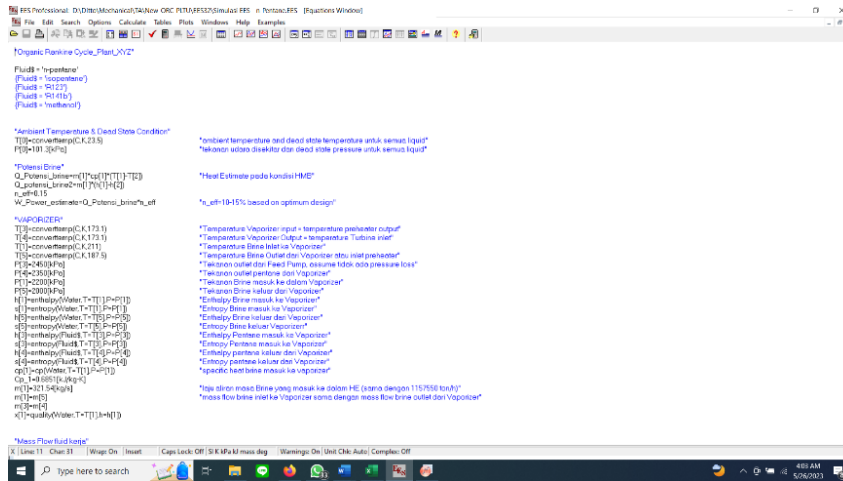 EES Professional: D:\Ditto\Mechanical\TA\New ORC PLTU\EES32\Simulasi EES n-Pentane.EES - [Equations Window]
File Edit Search Options Calculate Tables Plots Windows Help Examples
"Organic Rankine Cycle_Plant_XYZ"
Fluid$ = 'n-pentane'
{Fluid$ = 'Isopentane'}
{Fluid$ = 'R123'}
{Fluid$ = 'R141b'}
{Fluid$ = 'methanol'}
"Ambient Temperature & Dead State Condition"
T[0]=converttemp(C,K,23.5) "ambient temperature and dead state temperature untuk semua liquid"
P[0]=101.3[kPa] "tekanan udara disekitar dan dead state pressure untuk semua liquid"
"Potensi Brine"
Q_Potensi_brine=m[1]*cp[1]*(T[1]-T[2]) "Heat Estimate pada kondisi HMB"
Q_potensi_brine2=m[1]*(h[1]-h[2])
n_eff=0.15
W_Power_estimate=Q_Potensi_brine*n_eff "n_eff=10-15% based on optimum design"
"VAPORIZER"
T[3]=converttemp(C,K,173.1) "Temperature Vaporizer input = temperature preheater output"
T[4]=converttemp(C,K,173.1) "Temperature Vaporizer Output = temperature Turbine inlet"
T[1]=converttemp(C,K,211) "Temperature Brine Inlet ke Vaporizer"
T[5]=converttemp(C,K,187.5) "Temperature Brine Outlet dari Vaporizer atau inlet preheater"
P[3]=2450[kPa] "Tekanan outlet dari Feed Pump, assume tidak ada pressure loss"
P[4]=2350[kPa] "Tekanan outlet pentane dari Vaporizer"
P[1]=2200[kPa] "Tekanan Brine masuk ke dalam Vaporizer"
P[5]=2000[kPa] "Tekanan Brine keluar dari Vaporizer"
h[1]=enthalpy(Water,T=T[1],P=P[1]) "Enthalpy Brine masuk ke Vaporizer"
s[1]=entropy(Water,T=T[1],P=P[1]) "Entropy Brine masuk ke Vaporizer"
h[5]=enthalpy(Water,T=T[5],P=P[5]) "Enthalpy Brine keluar dari Vaporizer"
s[5]=entropy(Water,T=T[5],P=P[5]) "Entropy Brine keluar Vaporizer"
h[3]=enthalpy(Fluid$,T=T[3],P=P[3]) "Enthalpy Pentane masuk ke Vaporizer"
s[3]=entropy(Fluid$,T=T[3],P=P[3]) "Entropy Pentane masuk ke Vaporizer"
h[4]=enthalpy(Fluid$,T=T[4],P=P[4]) "Enthalpy pentane keluar dari Vaporizer"
s[4]=entropy(Fluid$,T=T[4],P=P[4]) "Entropy pentane keluar dari Vaporizer"
cp[1]=cp(Water,T=T[1],P=P[1]) "specific heat brine masuk ke vaporizer"
Cp_1=0.6851[kJ/kg-K]
m[1]=321.54[kg/s] "laju aliran masa Brine yang masuk ke dalam HE (sama dengan 1157550 ton/h)"
m[1]=m[5] "mass flow brine inlet ke Vaporizer sama dengan mass flow brine outlet dari Vaporizer"
m[3]=m[4]
x[1]=quality(Water,T=T[1],h=h[1])
"Mass Flow fluid kerja"
Line: 11 Char: 31 Wrap: On Insert Caps Lock: Off SI K kPa kJ mass deg Warnings: On Unit Chk: Auto Complex: Off
Type here to search
4:03 AM
5/26/2023